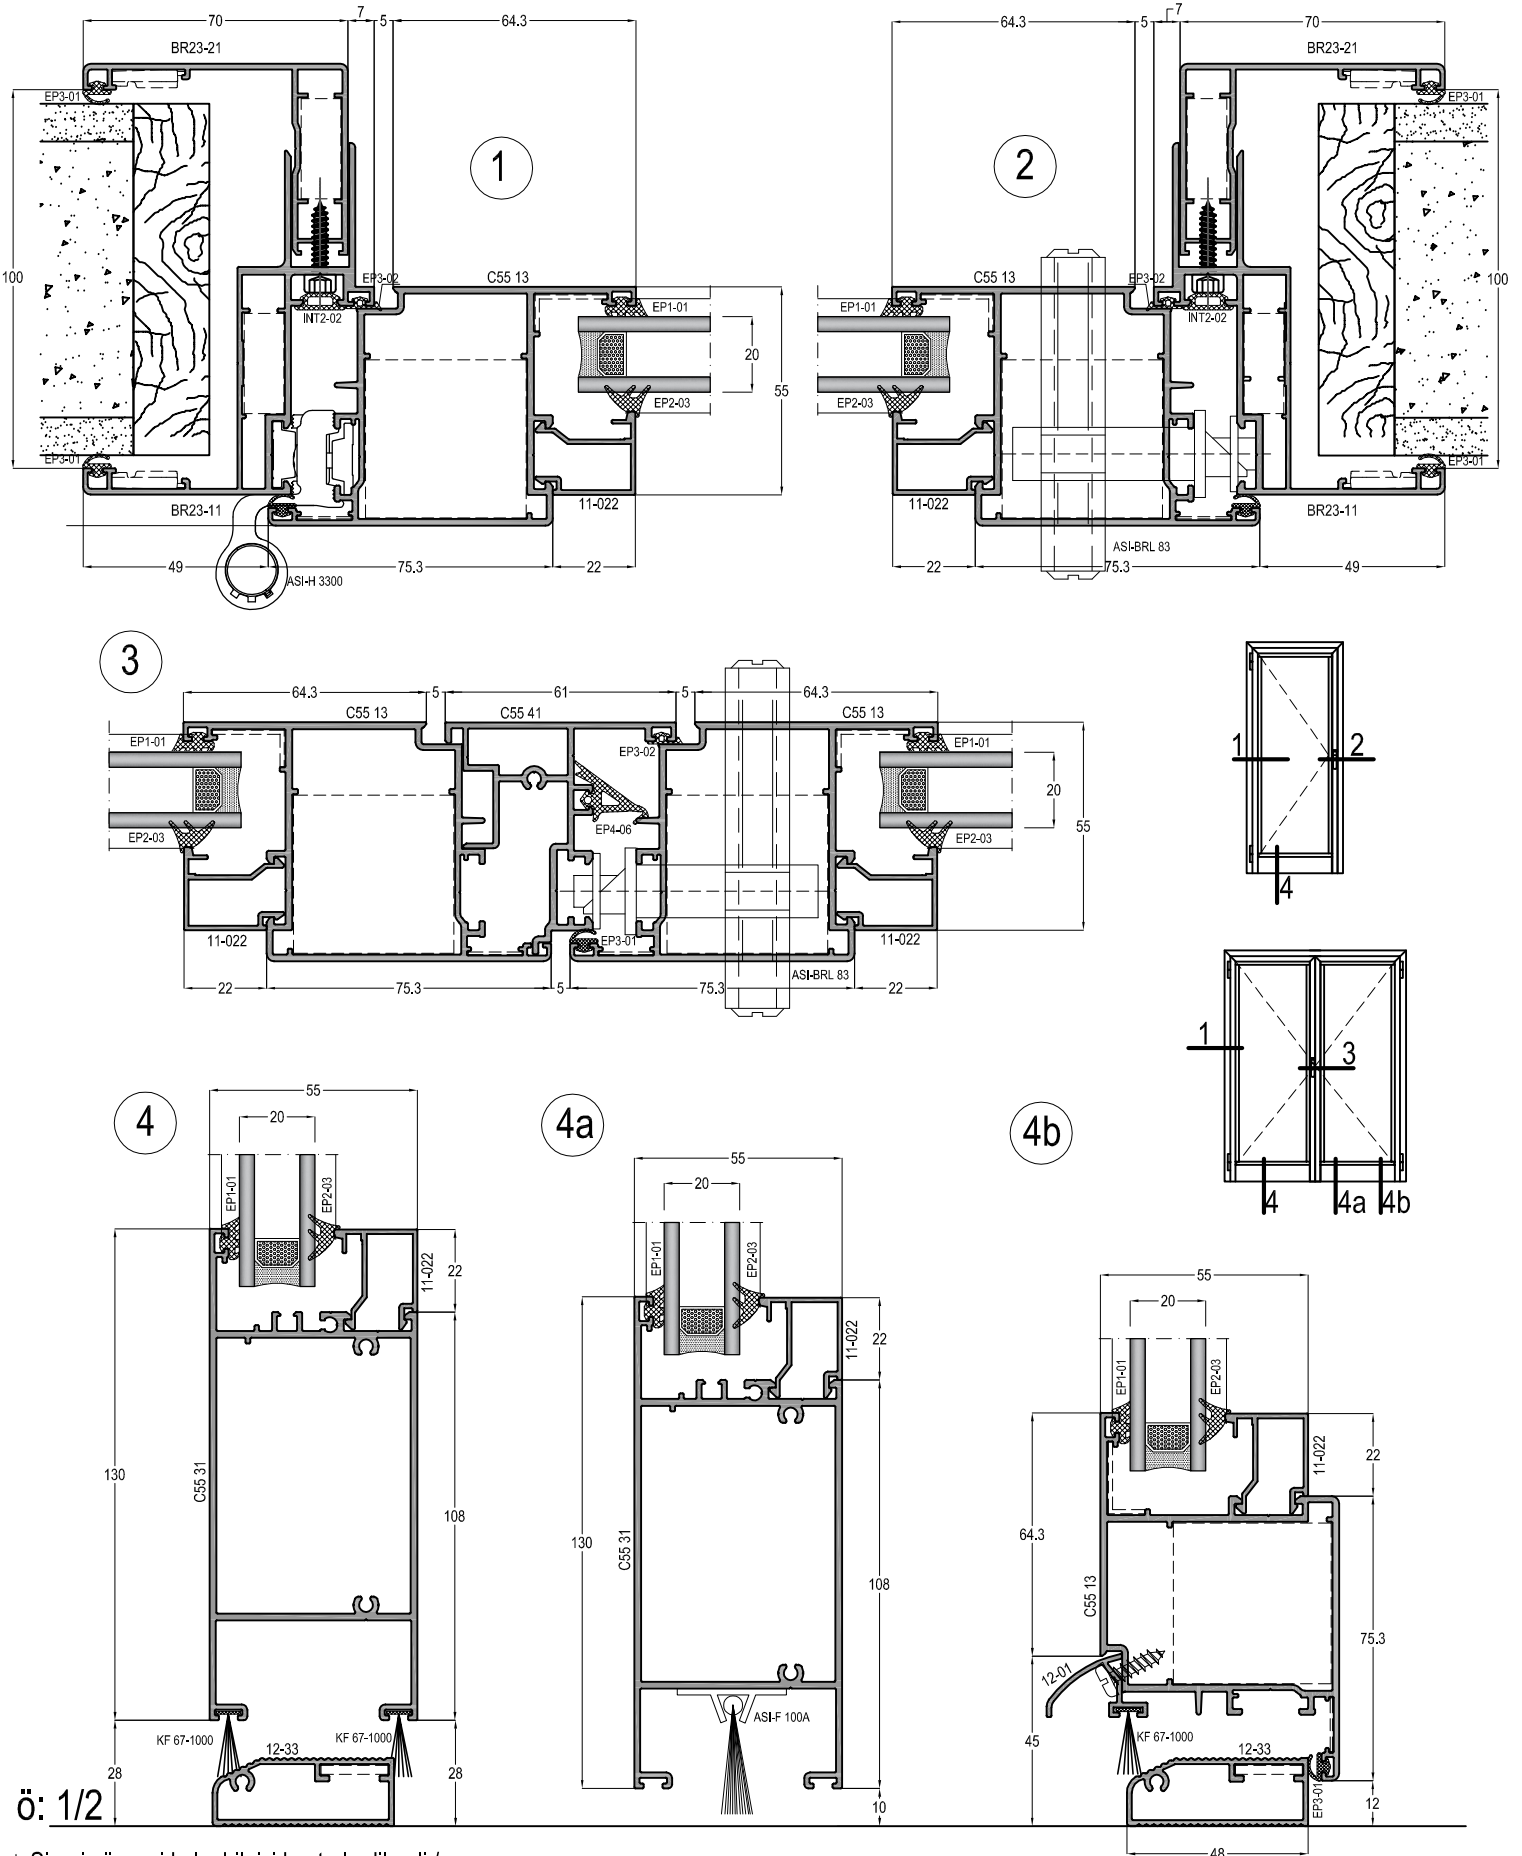 70
7
5
64.3
BR23-21
EP3-01
1
100
EP3-02
C55 13
INT2-02
EP1-01
20
55
EP2-03
EP3-01
BR23-11
11-022
49
75.3
22
ASI-H 3300
64.3
5
7
70
BR23-21
EP3-01
2
100
C55 13
EP3-02
EP1-01
INT2-02
EP2-03
EP3-01
11-022
BR23-11
ASI-BRL 83
22
75.3
49
3
64.3
5
61
5
64.3
C55 13
C55 41
C55 13
EP1-01
EP3-02
EP1-01
20
55
EP4-06
EP2-03
EP2-03
11-022
EP3-01
11-022
ASI-BRL 83
22
75.3
5
75.3
22
1
2
4
1
3
4
4a
4b
4
55
20
EP1-01
EP2-03
11-022
22
130
C55 31
108
KF 67-1000
KF 67-1000
12-33
28
28
4a
55
20
EP1-01
EP2-03
11-022
22
130
C55 31
108
ASI-F 100A
10
4b
55
20
EP1-01
EP2-03
11-022
22
64.3
C55 13
75.3
12-01
45
KF 67-1000
12-33
EP3-01
12
48
ö: 1/2